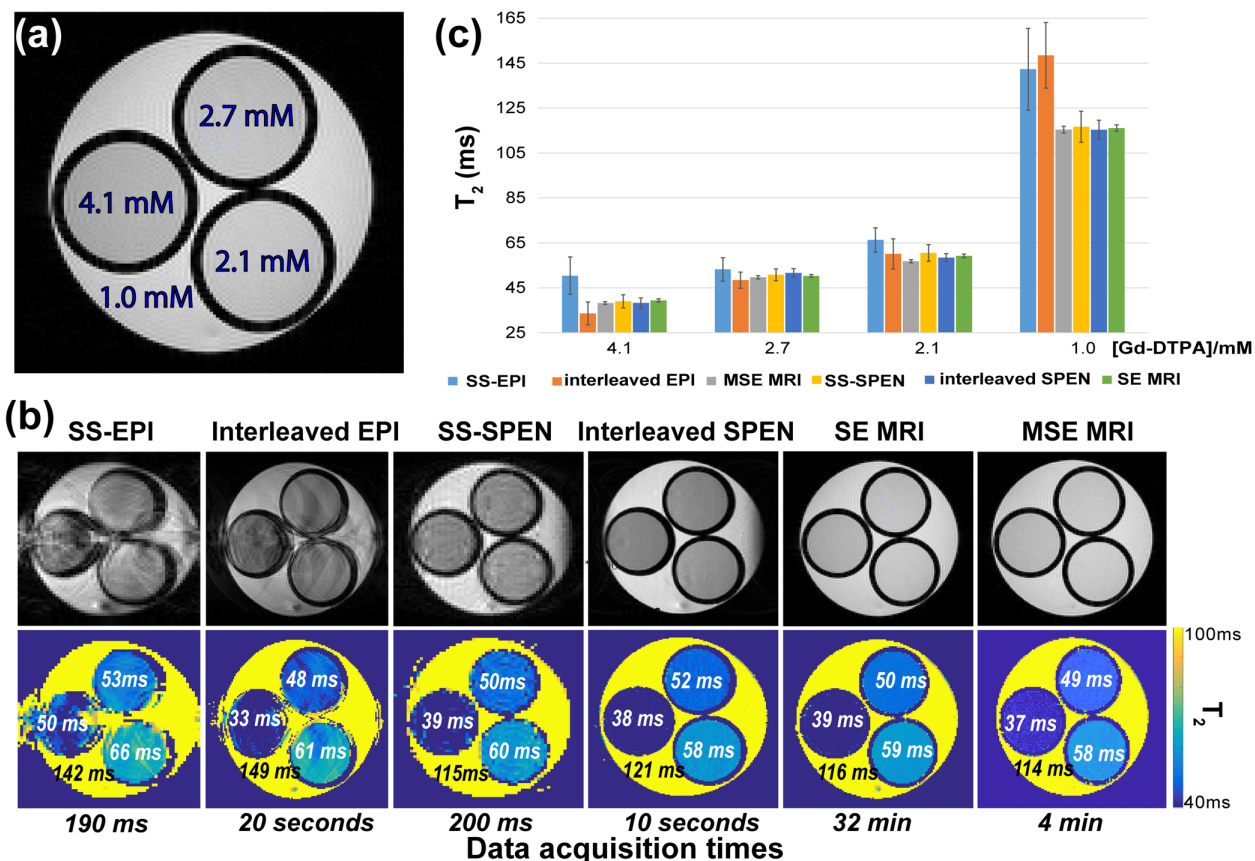 (a)
2.7 mM
4.1 mM
2.1 mM
1.0 mM
(c)
165
145
125
105
85
65
45
25
T2 (ms)
4.1 2.7 2.1 1.0 [Gd-DTPA]/mM
SS-EPI interleaved EPI MSE MRI SS-SPEN interleaved SPEN SE MRI
(b)
SS-EPI Interleaved EPI SS-SPEN Interleaved SPEN SE MRI MSE MRI
53ms
50 ms
66 ms
142 ms
48 ms
33 ms
61 ms
149 ms
50ms
39 ms
60 ms
115ms
52 ms
38 ms
58 ms
121 ms
50 ms
39 ms
59 ms
116 ms
49 ms
37 ms
58 ms
114 ms
100ms
T2
40ms
190 ms 20 seconds 200 ms 10 seconds 32 min 4 min
Data acquisition times